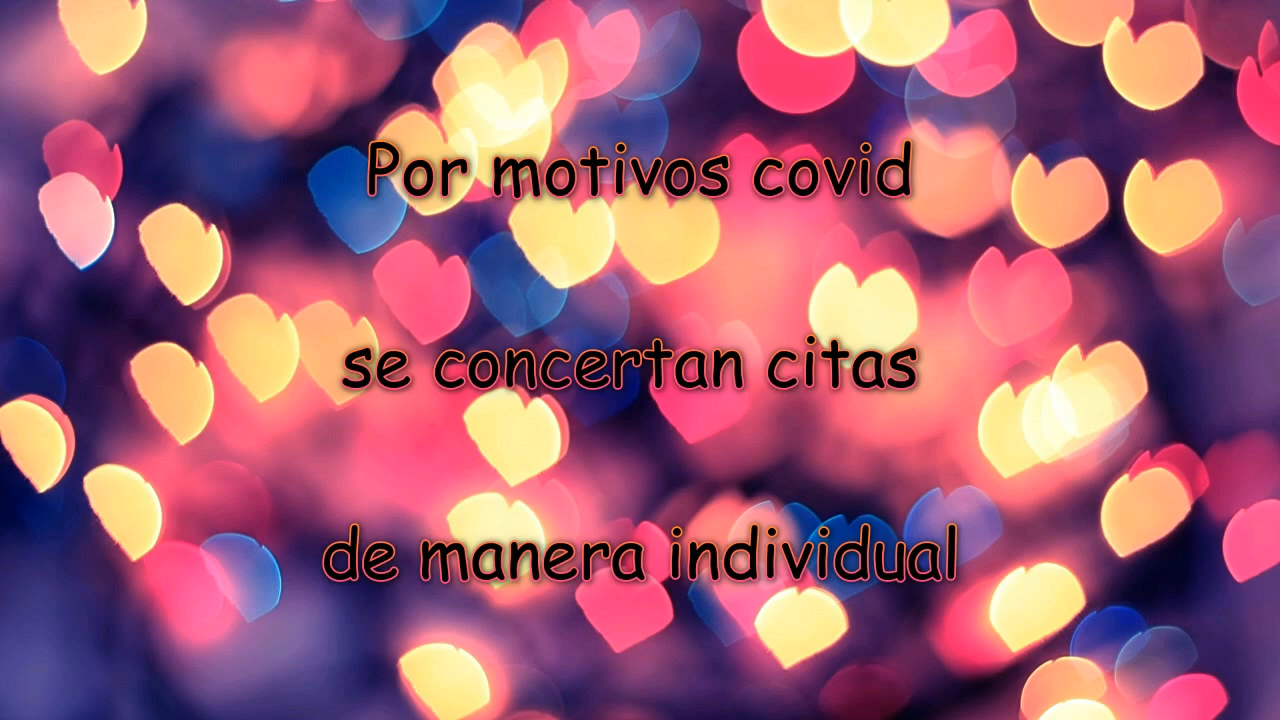 Por motivos covid
se concertan citas
de manera individual